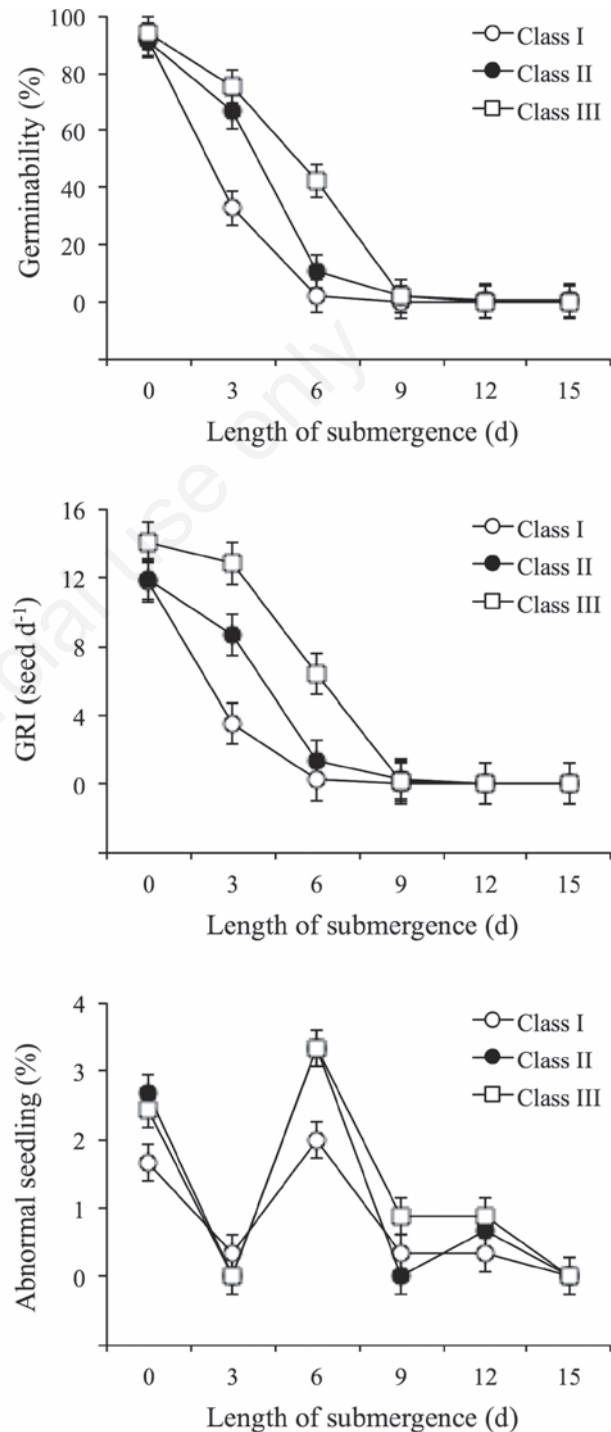 100
80
60
40
20
0
Germinability (%)
Class I
Class II
Class III
0 3 6 9 12 15
Length of submergence (d)
16
12
8
4
0
GRI (seed d-1)
Class I
Class II
Class III
0 3 6 9 12 15
Length of submergence (d)
4
3
2
1
0
Abnormal seedling (%)
Class I
Class II
Class III
0 3 6 9 12 15
Length of submergence (d)
use only